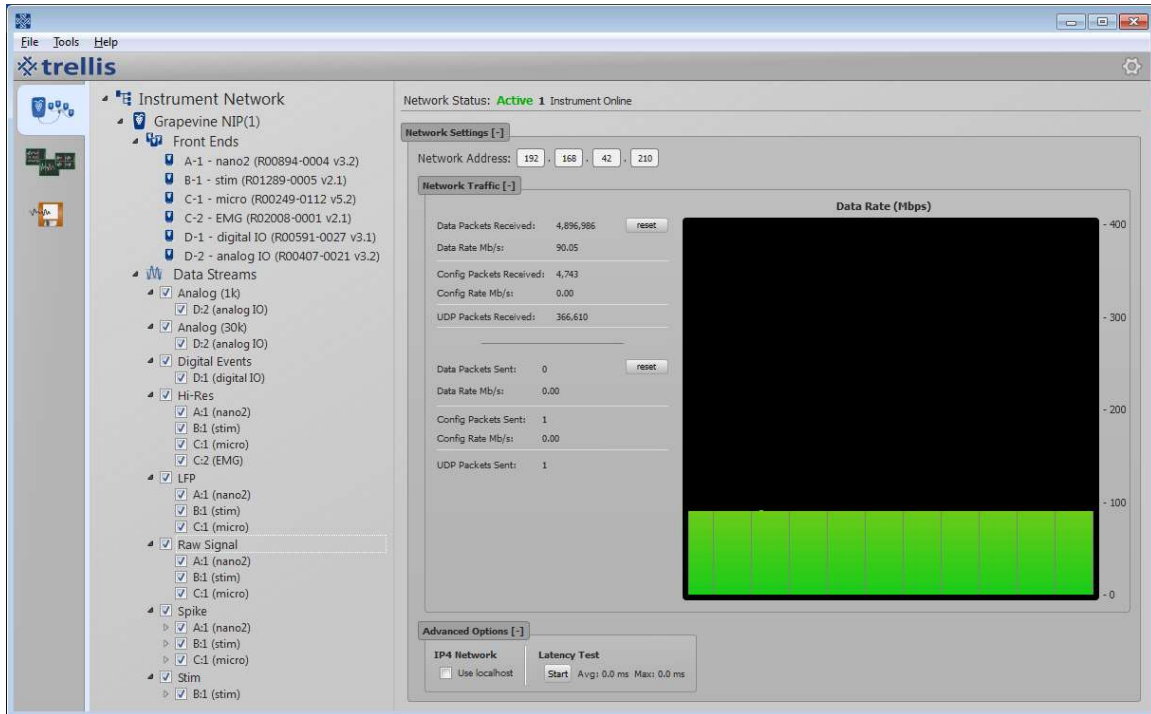 File Tools Help
trellis
Instrument Network
Grapevine NIP(1)
Front Ends
A-1 - nano2 (R00894-0004 v3.2)
B-1 - stim (R01289-0005 v2.1)
C-1 - micro (R00249-0112 v5.2)
C-2 - EMG (R02008-0001 v2.1)
D-1 - digital IO (R00591-0027 v3.1)
D-2 - analog IO (R00407-0021 v3.2)
Data Streams
Analog (1k)
D:2 (analog IO)
Analog (30k)
D:2 (analog IO)
Digital Events
D:1 (digital IO)
Hi-Res
A:1 (nano2)
B:1 (stim)
C:1 (micro)
C:2 (EMG)
LFP
A:1 (nano2)
B:1 (stim)
C:1 (micro)
Raw Signal
A:1 (nano2)
B:1 (stim)
C:1 (micro)
Spike
A:1 (nano2)
B:1 (stim)
C:1 (micro)
Stim
B:1 (stim)
Network Status: Active 1 Instrument Online
Network Settings [-]
Network Address: 192 . 168 . 42 . 210
Network Traffic [-]
Data Packets Received: 4,896,986 reset
Data Rate Mb/s: 90.05
Config Packets Received: 4,743
Config Rate Mb/s: 0.00
UDP Packets Received: 366,610
Data Packets Sent: 0 reset
Data Rate Mb/s: 0.00
Config Packets Sent: 1
Config Rate Mb/s: 0.00
UDP Packets Sent: 1
Data Rate (Mbps)
- 400
- 300
- 200
- 100
- 0
Advanced Options [-]
IP4 Network
Use localhost
Latency Test
Start Avg: 0.0 ms Max: 0.0 ms